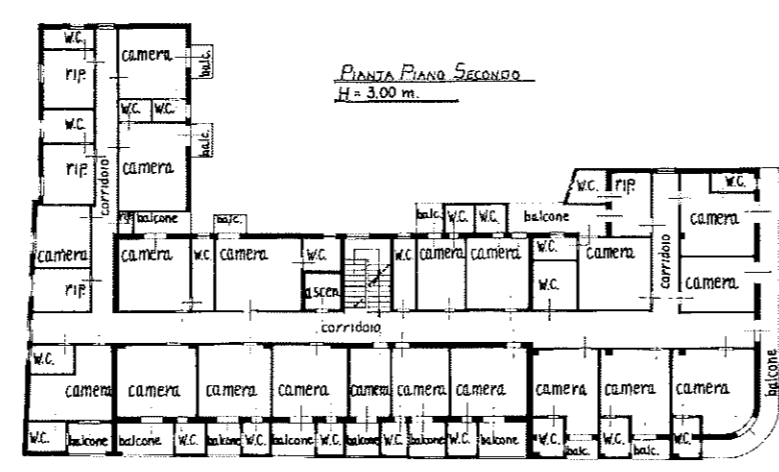 PIANTA PIANO SECONDO
H = 3.00 m.
W.C.
camera
balc.
rip.
W.C. W.C.
W.C.
balc.
rip.
camera
corridoio
W.C. rip.
W.C.
camera
rip. balcone balc. balc. W.C. W.C. balcone
camera camera W.C. camera W.C. W.C. camera camera W.C. camera corridoio
rip. ascen. W.C. camera
corridoio
W.C.
camera camera camera camera camera camera camera camera camera camera
balcone
W.C. balcone balcone W.C. balcone W.C. balcone W.C. balcone W.C. balcone W.C. balcone W.C. balc. W.C. balc. W.C.